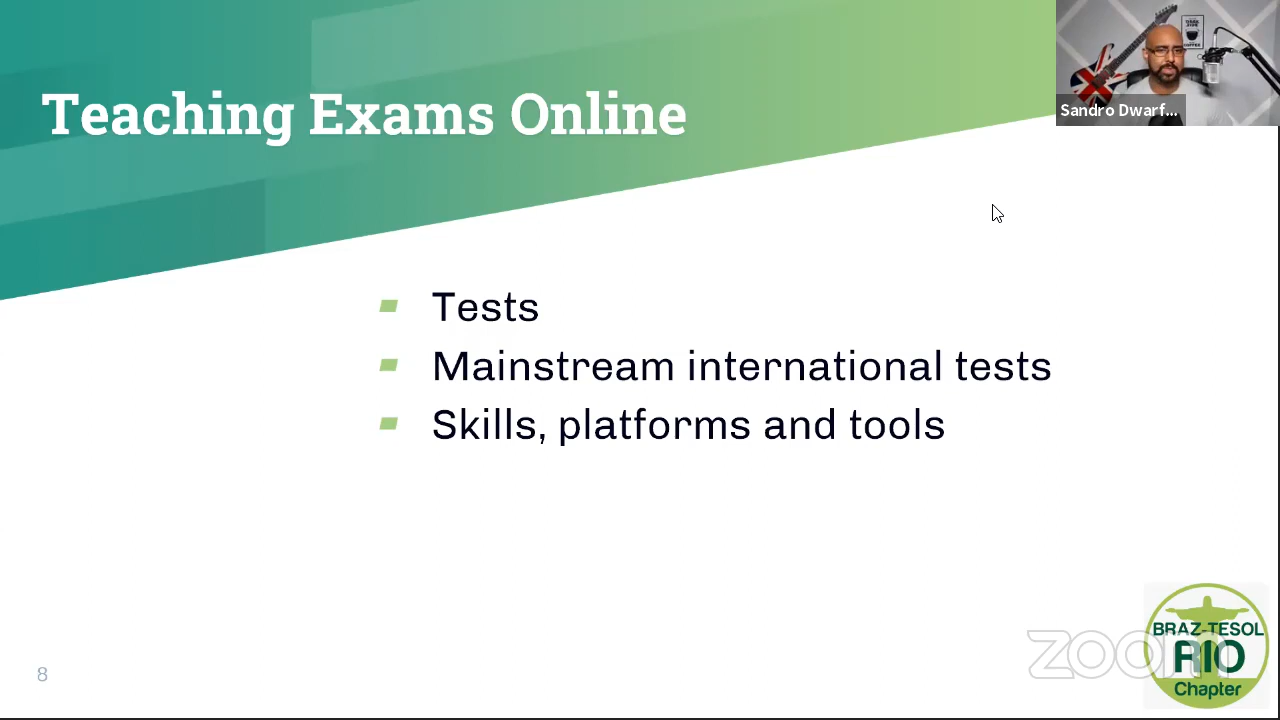 Teaching Exams Online
Sandro Dwarf...
Tests
Mainstream international tests
Skills, platforms and tools
8
zoom
BRAZ-TESOL
RIO
Chapter